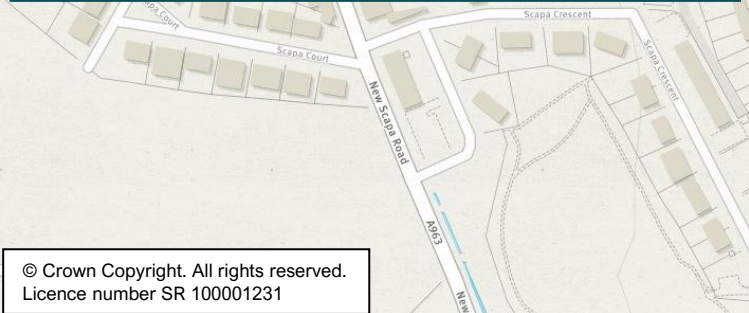 apa Court
Scapa Crescent
Scapa Court
Scapa Crescent
New Scapa Road
A963
New
© Crown Copyright. All rights reserved.
Licence number SR 100001231